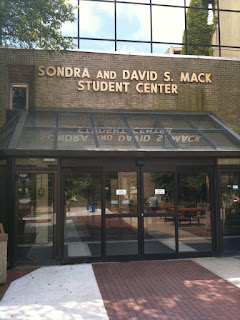 SONDRA AND DAVID S. MACK
STUDENT CENTER